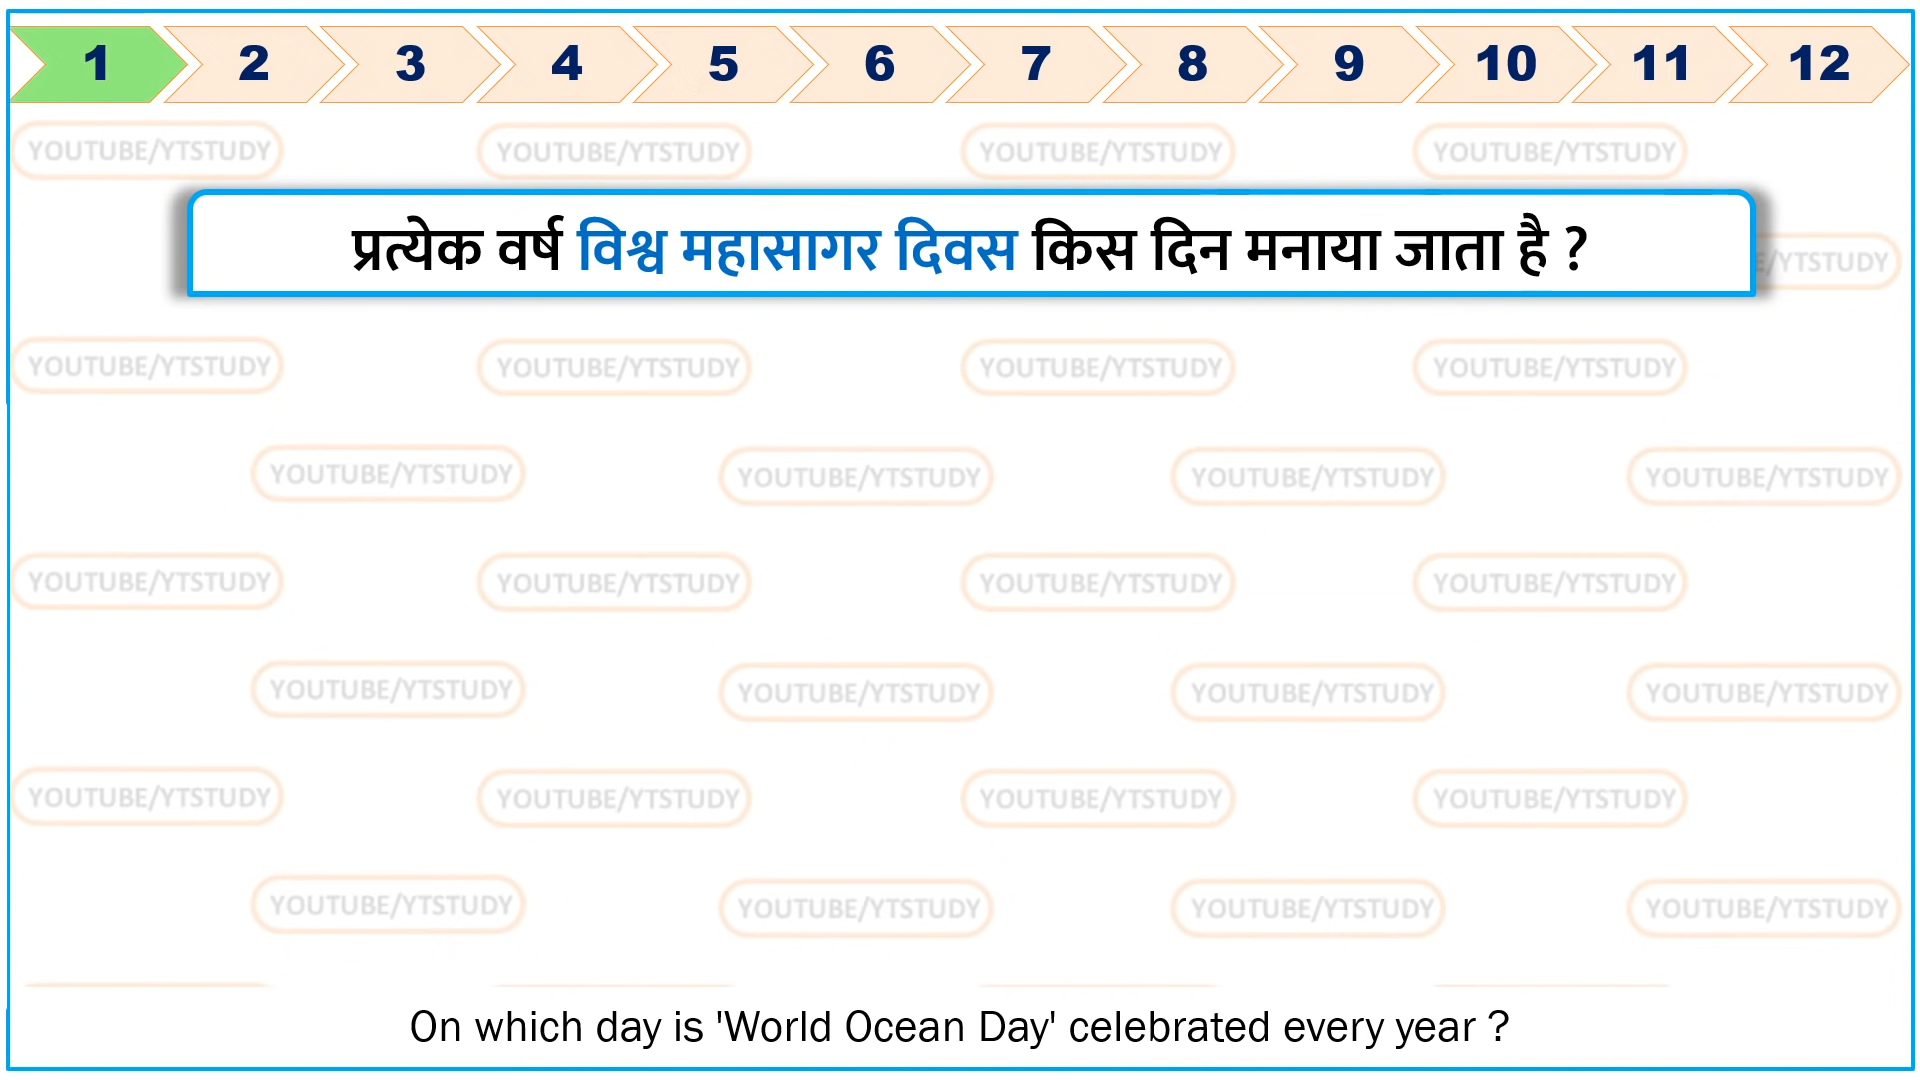 1 2 3 4 5 6 7 8 9 10 11 12
YOUTUBE/YTSTUDY YOUTUBE/YTSTUDY YOUTUBE/YTSTUDY YOUTUBE/YTSTUDY
प्रत्येक वर्ष विश्व महासागर दिवस किस दिन मनाया जाता है ?
E/YTSTUDY
YOUTUBE/YTSTUDY YOUTUBE/YTSTUDY YOUTUBE/YTSTUDY YOUTUBE/YTSTUDY
YOUTUBE/YTSTUDY YOUTUBE/YTSTUDY YOUTUBE/YTSTUDY YOUTUBE/YTSTUDY
YOUTUBE/YTSTUDY YOUTUBE/YTSTUDY YOUTUBE/YTSTUDY YOUTUBE/YTSTUDY
YOUTUBE/YTSTUDY YOUTUBE/YTSTUDY YOUTUBE/YTSTUDY YOUTUBE/YTSTUDY
YOUTUBE/YTSTUDY YOUTUBE/YTSTUDY YOUTUBE/YTSTUDY YOUTUBE/YTSTUDY
YOUTUBE/YTSTUDY YOUTUBE/YTSTUDY YOUTUBE/YTSTUDY YOUTUBE/YTSTUDY
On which day is 'World Ocean Day' celebrated every year ?